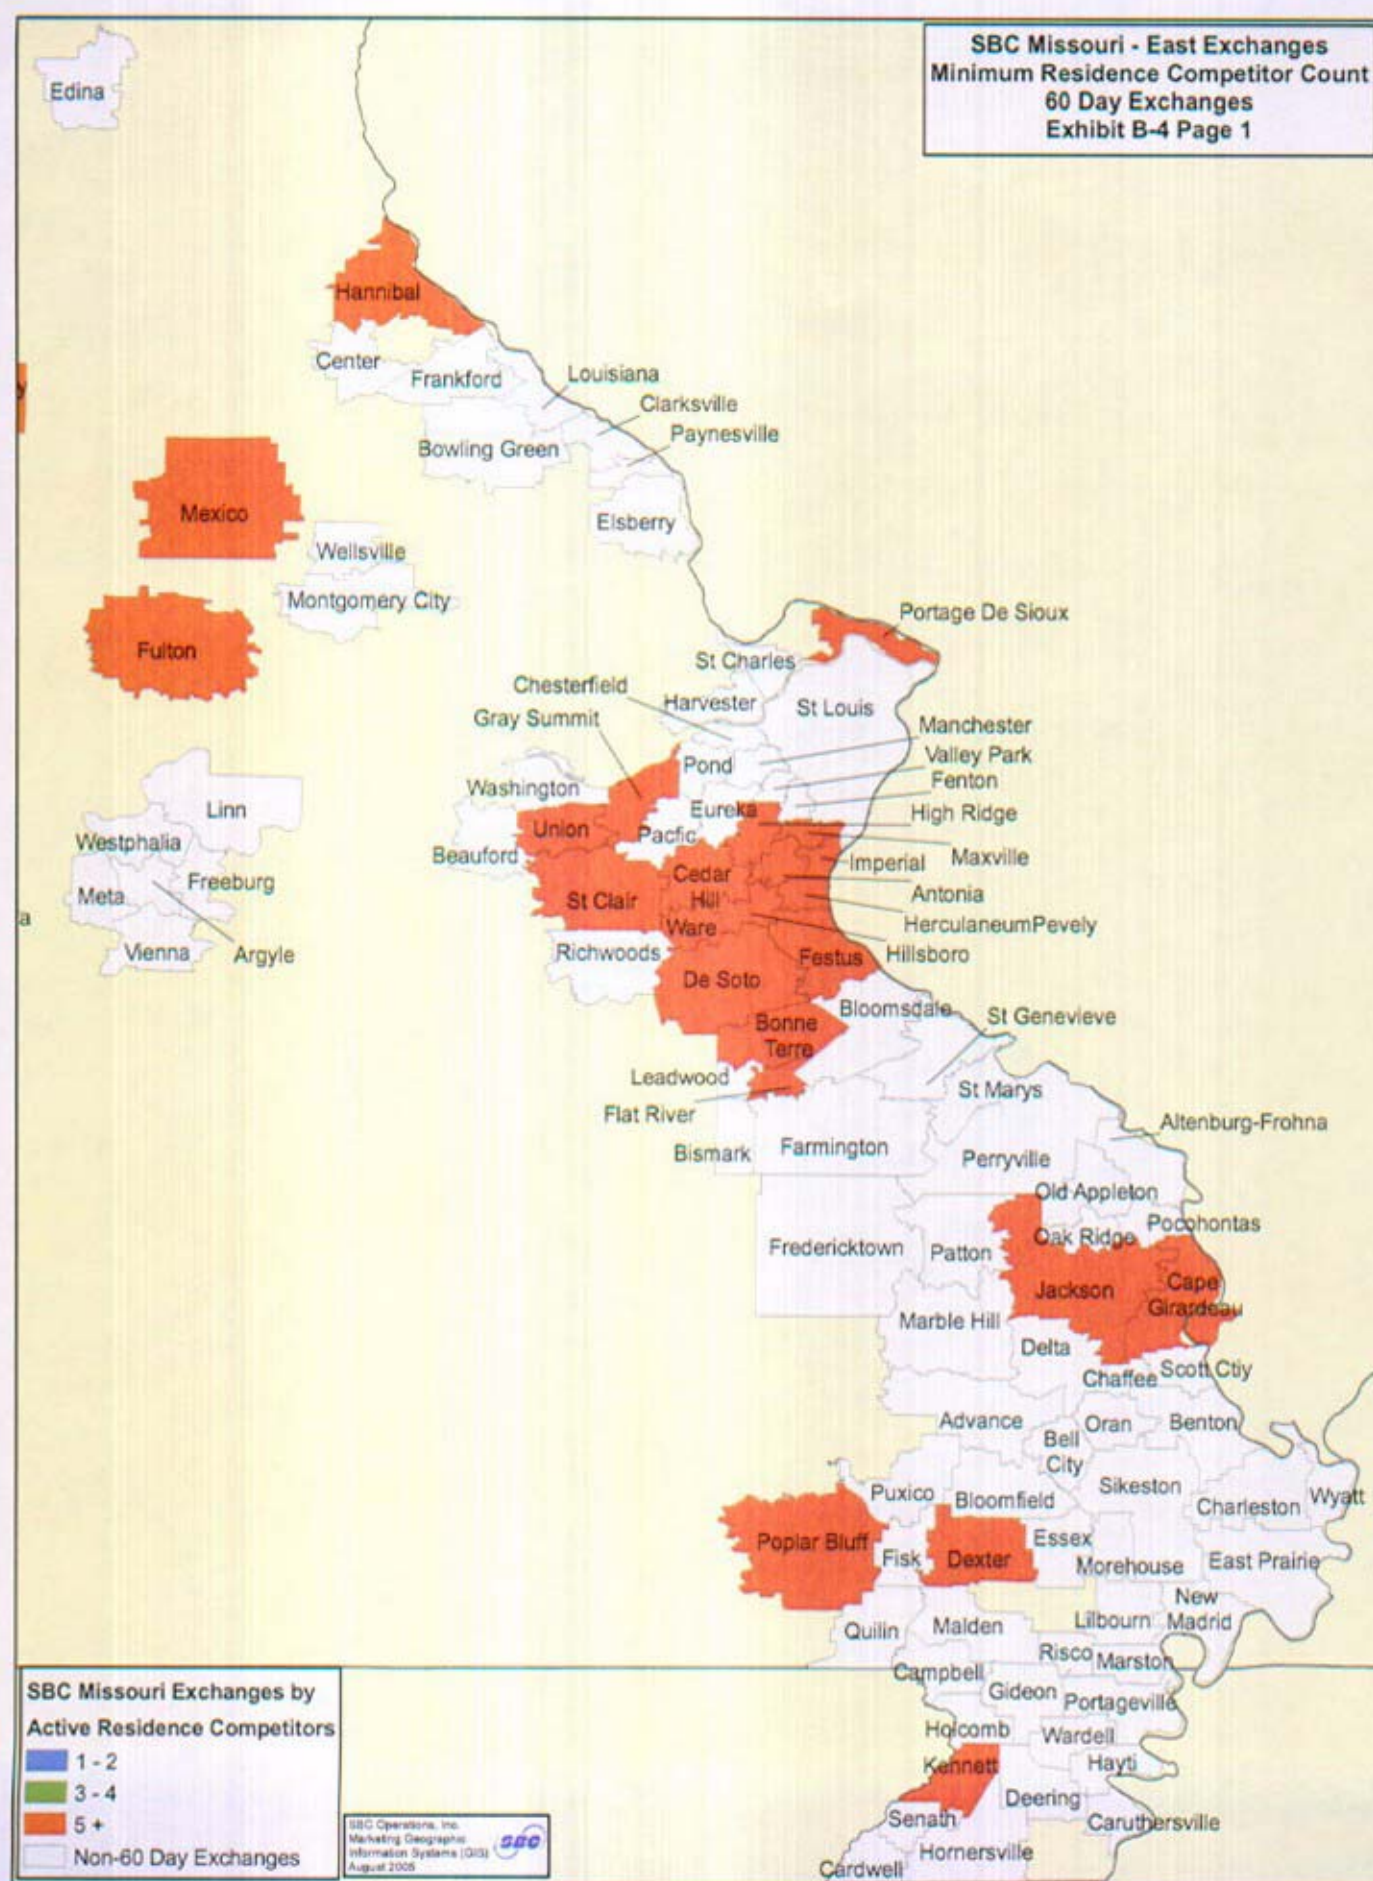 SBC Missouri - East Exchanges
Minimum Residence Competitor Count
60 Day Exchanges
Exhibit B-4 Page 1
Edina
Hannibal
Center
Frankford
Louisiana
Clarksville
Bowling Green
Paynesville
y
Mexico
Elsberry
Wellsville
Montgomery City
Fulton
Portage De Sioux
St Charles
Chesterfield
Harvester
St Louis
Gray Summit
Manchester
Valley Park
Pond
Fenton
Washington
Linn
Eureka
High Ridge
Union
Pacfic
Westphalia
Beauford
Imperial
Maxville
Cedar
Hill
Freeburg
Meta
St Clair
Antonia
a
Ware
HerculaneumPevely
Vienna
Argyle
Richwoods
Festus
Hillsboro
De Soto
Bloomsdale
St Genevieve
Bonne
Terre
Leadwood
St Marys
Flat River
Altenburg-Frohna
Bismark
Farmington
Perryville
Old Appleton
Pocohontas
Oak Ridge
Fredericktown
Patton
Jackson
Cape
Girardeau
Marble Hill
Delta
Scott Ctiy
Chaffee
Advance
Oran
Benton
Bell
City
Puxico
Bloomfield
Sikeston
Charleston
Wyatt
Poplar Bluff
Fisk
Dexter
Essex
Morehouse
East Prairie
New
Madrid
Quilin
Malden
Lilbourn
Risco
Marston
Campbell
Gideon
Portageville
Holcomb
Wardell
Kennett
Hayti
Deering
Senath
Caruthersville
Hornersville
Cardwell
SBC Missouri Exchanges by
Active Residence Competitors
1 - 2
3 - 4
5 +
Non-60 Day Exchanges
SBC Operations, Inc.
Marketing Geographic
Information Systems (GIS)
August 2005
SBC